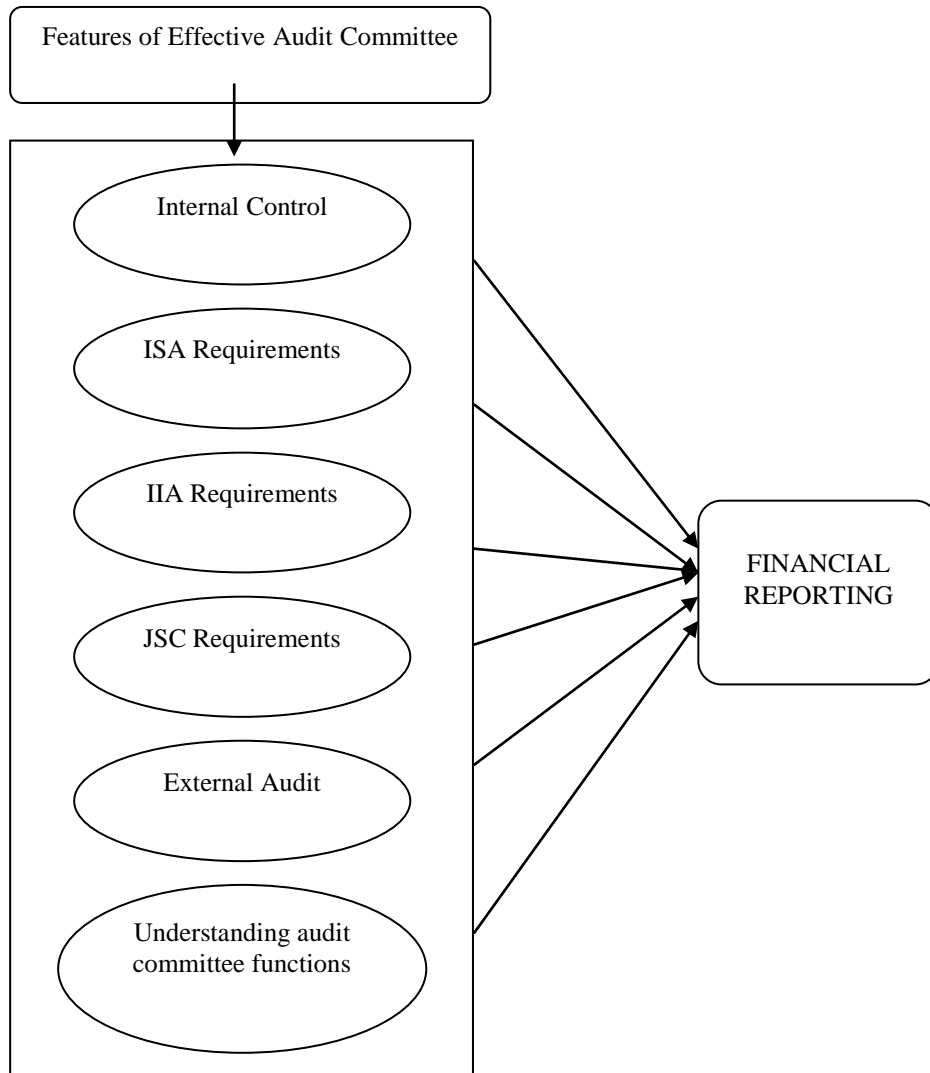 Features of Effective Audit Committee
Internal Control
ISA Requirements
IIA Requirements
JSC Requirements
External Audit
Understanding audit
committee functions
FINANCIAL
REPORTING